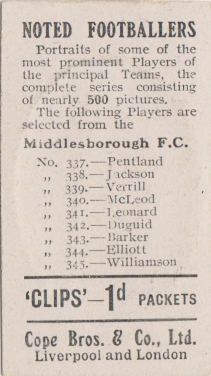 NOTED FOOTBALLERS
Portraits of some of the
most prominent Players of
the principal Teams, the
complete series consisting
of nearly 500 pictures.
The following Players are
selected from the
Middlesborough F.C.
No. 337.—Pentland
„ 338.—Jackson
„ 339.—Verrill
„ 340.—McLeod
„ 341.—Leonard
„ 342.—Duguid
„ 343.—Barker
„ 344.—Elliott
„ 345.—Williamson
'CLIPS'—1d PACKETS
Cope Bros. & Co., Ltd.
Liverpool and London